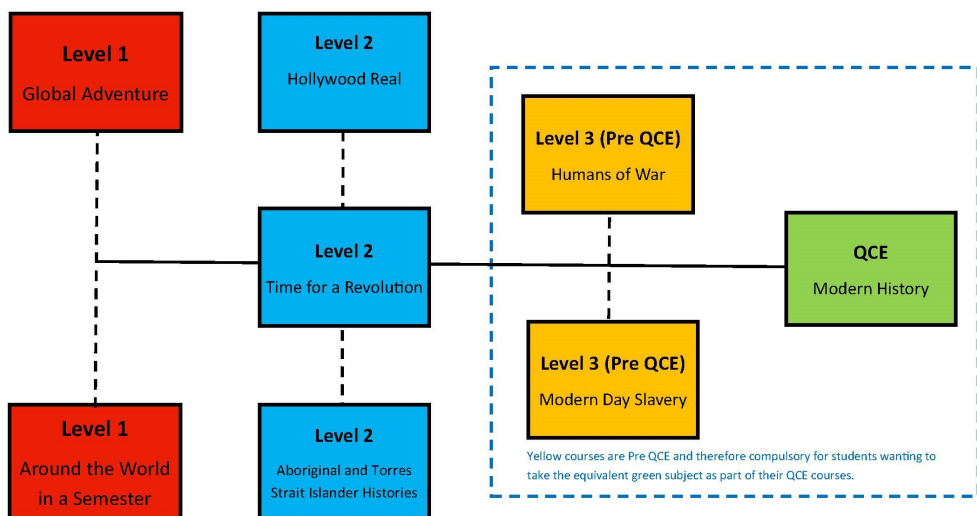 Level 1
Global Adventure
Level 2
Hollywood Real
Level 3 (Pre QCE)
Humans of War
Level 2
Time for a Revolution
QCE
Modern History
Level 3 (Pre QCE)
Modern Day Slavery
Level 1
Around the World
in a Semester
Level 2
Aboriginal and Torres
Strait Islander Histories
Yellow courses are Pre QCE and therefore compulsory for students wanting to
take the equivalent green subject as part of their QCE courses.